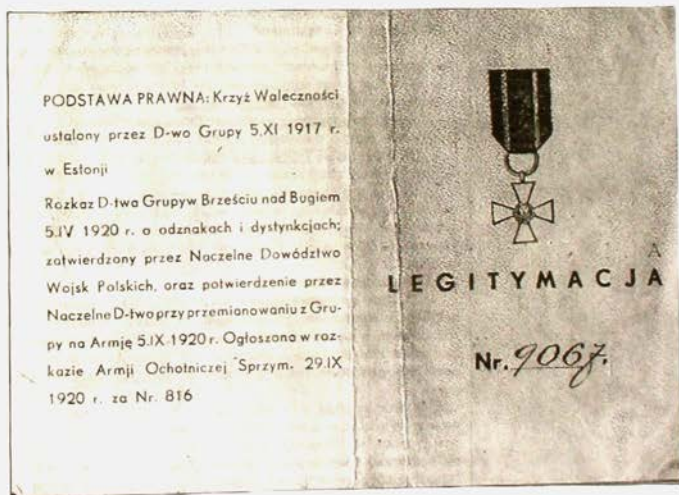 PODSTAWA PRAWNA: Krzyż Waleczności
ustalony przez D-wo Grupy 5.XI 1917 r.
w Estonji
Rozkaz D-twa Grupyw Brześciu nad Bugiem
5.IV 1920 r. o odznakach i dystynkcjach;
zatwierdzony przez Naczelne Dowództwo
Wojsk Polskich, oraz potwierdzenie przez
Naczelne D-two przy przemianowaniu z Gru-
py na Armję 5.IX 1920 r. Ogłoszona w roz-
kazie Armji Ochotniczej Sprzym. 29.IX
1920 r. za Nr. 816
A
LEGITYMACJA
Nr. 9067.